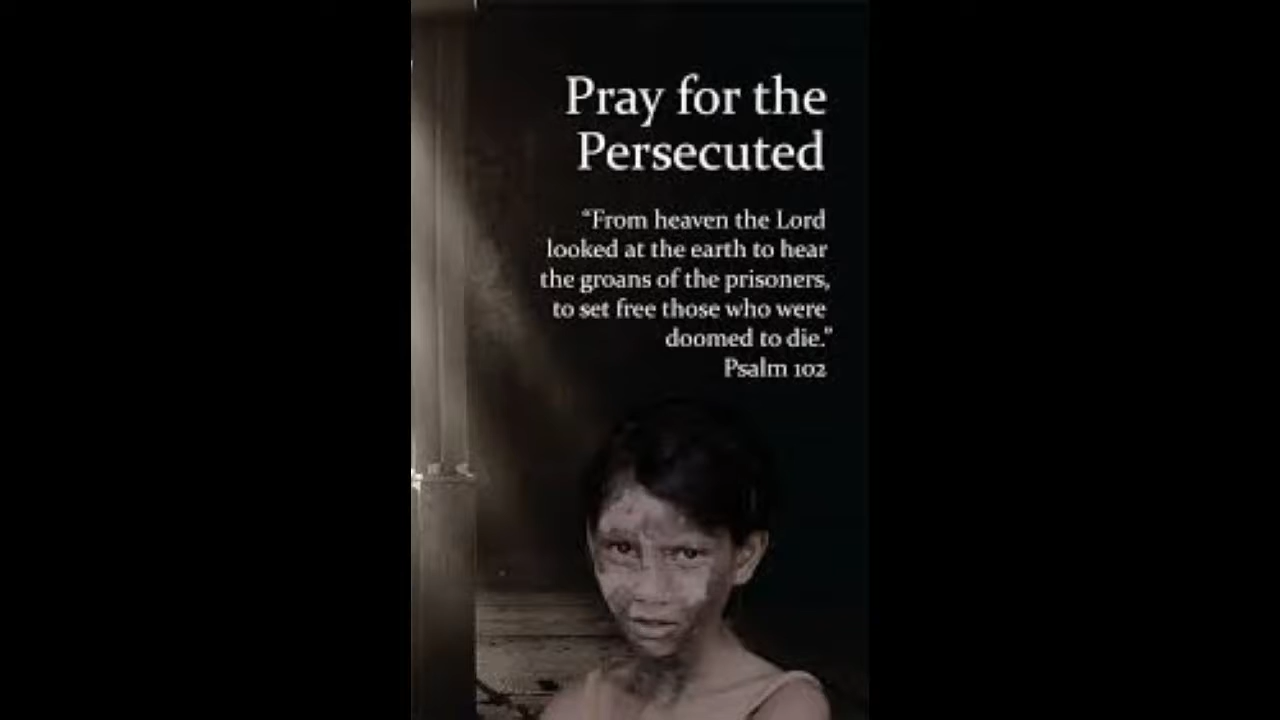 Pray for the
Persecuted
“From heaven the Lord
looked at the earth to hear
the groans of the prisoners,
to set free those who were
doomed to die.”
Psalm 102